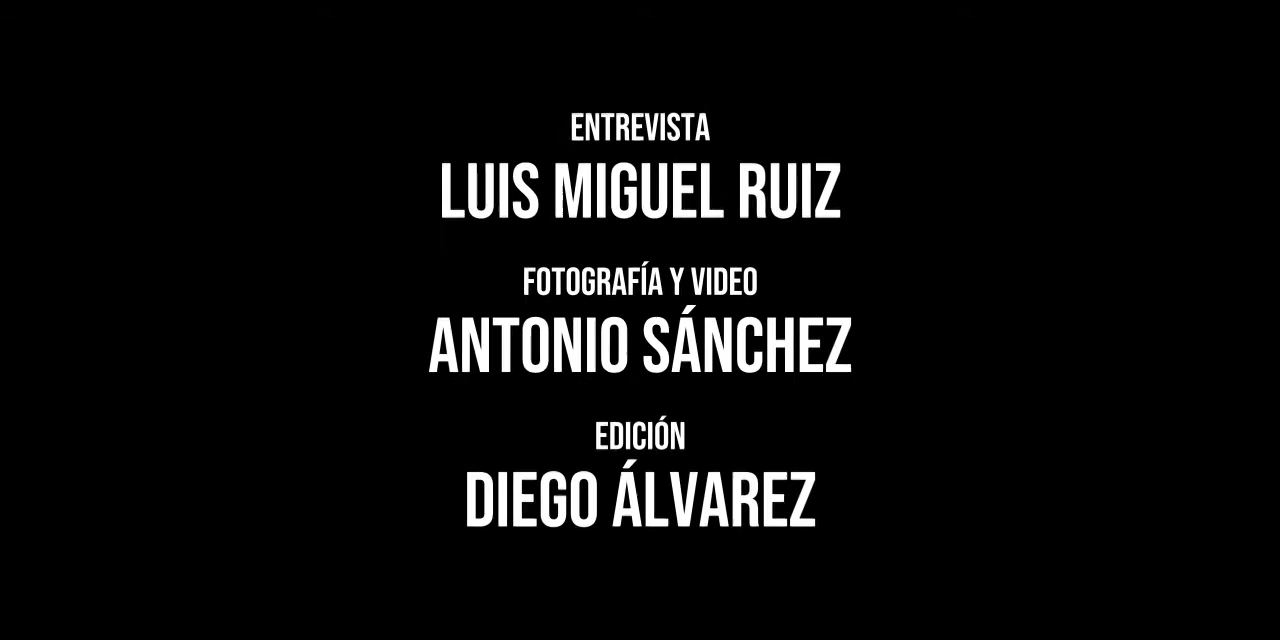 ENTREVISTA
LUIS MIGUEL RUIZ
FOTOGRAFÍA Y VIDEO
ANTONIO SÁNCHEZ
EDICIÓN
DIEGO ÁLVAREZ